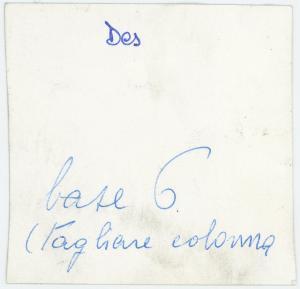 Des
base 6.
(Tagliare colonna